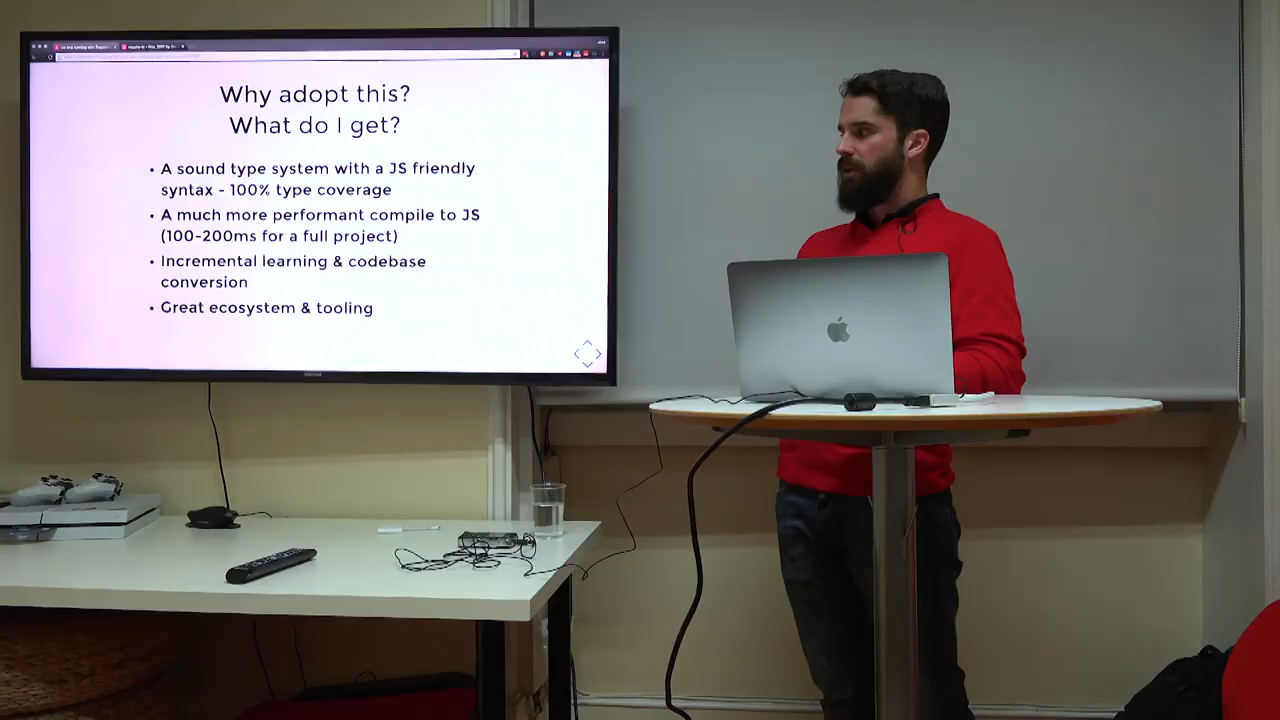 Why adopt this?
What do I get?
• A sound type system with a JS friendly
syntax - 100% type coverage
• A much more performant compile to JS
(100-200ms for a full project)
• Incremental learning & codebase
conversion
• Great ecosystem & tooling
SAMSUNG